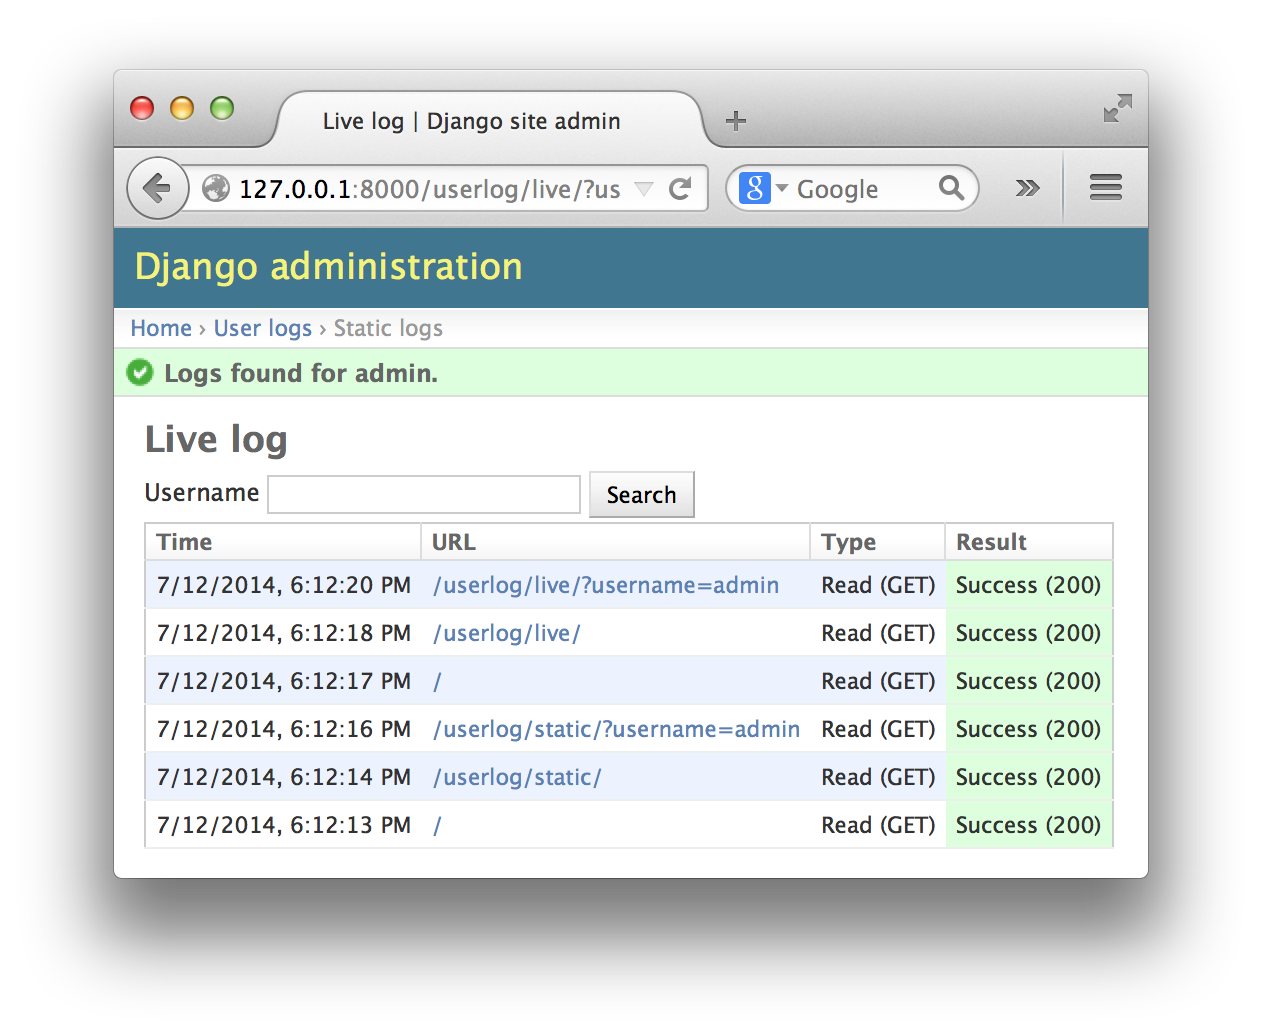 Live log | Django site admin
127.0.0.1:8000/userlog/live/?us
g Google
Django administration
Home › User logs › Static logs
Logs found for admin.
Live log
Username Search
Time URL Type Result
7/12/2014, 6:12:20 PM /userlog/live/?username=admin Read (GET) Success (200)
7/12/2014, 6:12:18 PM /userlog/live/ Read (GET) Success (200)
7/12/2014, 6:12:17 PM / Read (GET) Success (200)
7/12/2014, 6:12:16 PM /userlog/static/?username=admin Read (GET) Success (200)
7/12/2014, 6:12:14 PM /userlog/static/ Read (GET) Success (200)
7/12/2014, 6:12:13 PM / Read (GET) Success (200)